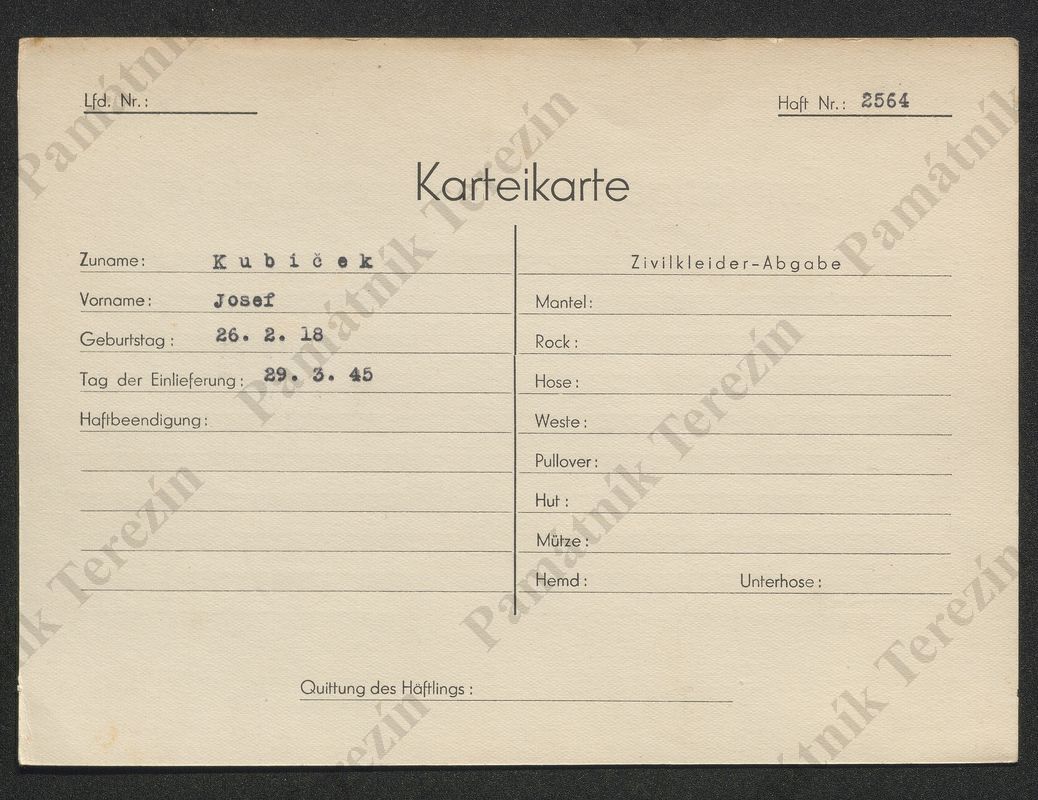 Lfd. Nr.:
Haft Nr.: 2564
Karteikarte
Zuname: Kubíček
Vorname: Josef
Geburtstag: 26. 2. 18
Tag der Einlieferung: 29. 3. 45
Haftbeendigung:
Zivilkleider-Abgabe
Mantel:
Rock:
Hose:
Weste:
Pullover:
Hut:
Mütze:
Hemd: Unterhose:
Quittung des Häftlings:
Památník Terezín